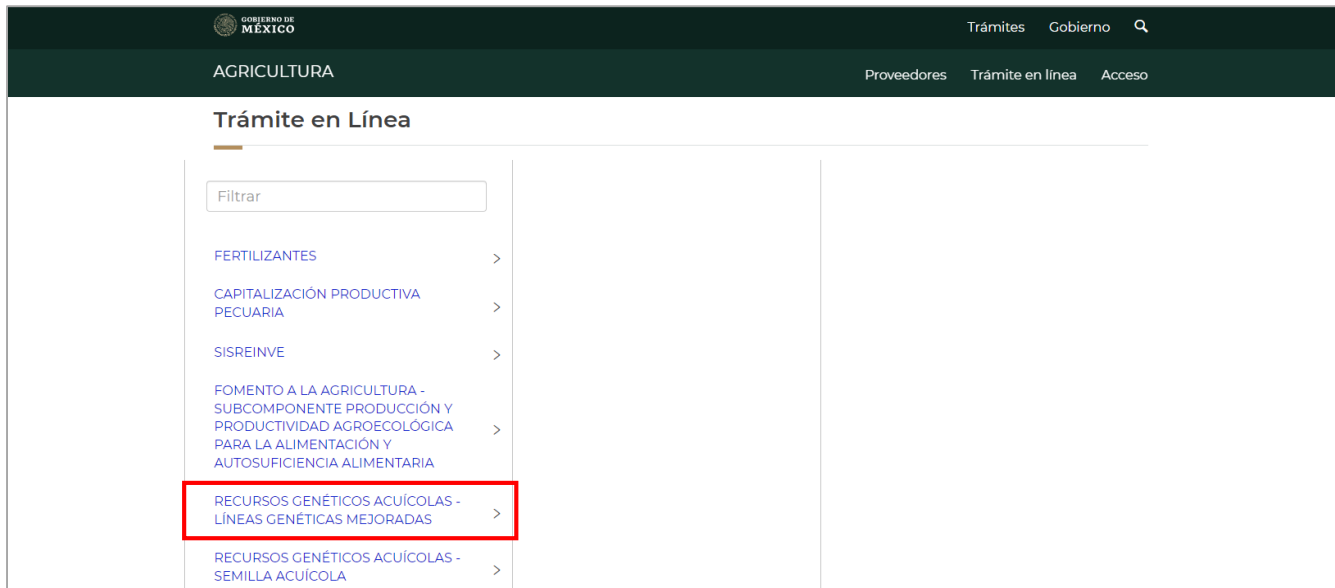 GOBIERNO DE
MÉXICO
Trámites Gobierno
AGRICULTURA
Proveedores Trámite en línea Acceso
Trámite en Línea
Filtrar
FERTILIZANTES
CAPITALIZACIÓN PRODUCTIVA
PECUARIA
SISREINVE
FOMENTO A LA AGRICULTURA -
SUBCOMPONENTE PRODUCCIÓN Y
PRODUCTIVIDAD AGROECOLÓGICA
PARA LA ALIMENTACIÓN Y
AUTOSUFICIENCIA ALIMENTARIA
RECURSOS GENÉTICOS ACUÍCOLAS -
LÍNEAS GENÉTICAS MEJORADAS
RECURSOS GENÉTICOS ACUÍCOLAS -
SEMILLA ACUÍCOLA